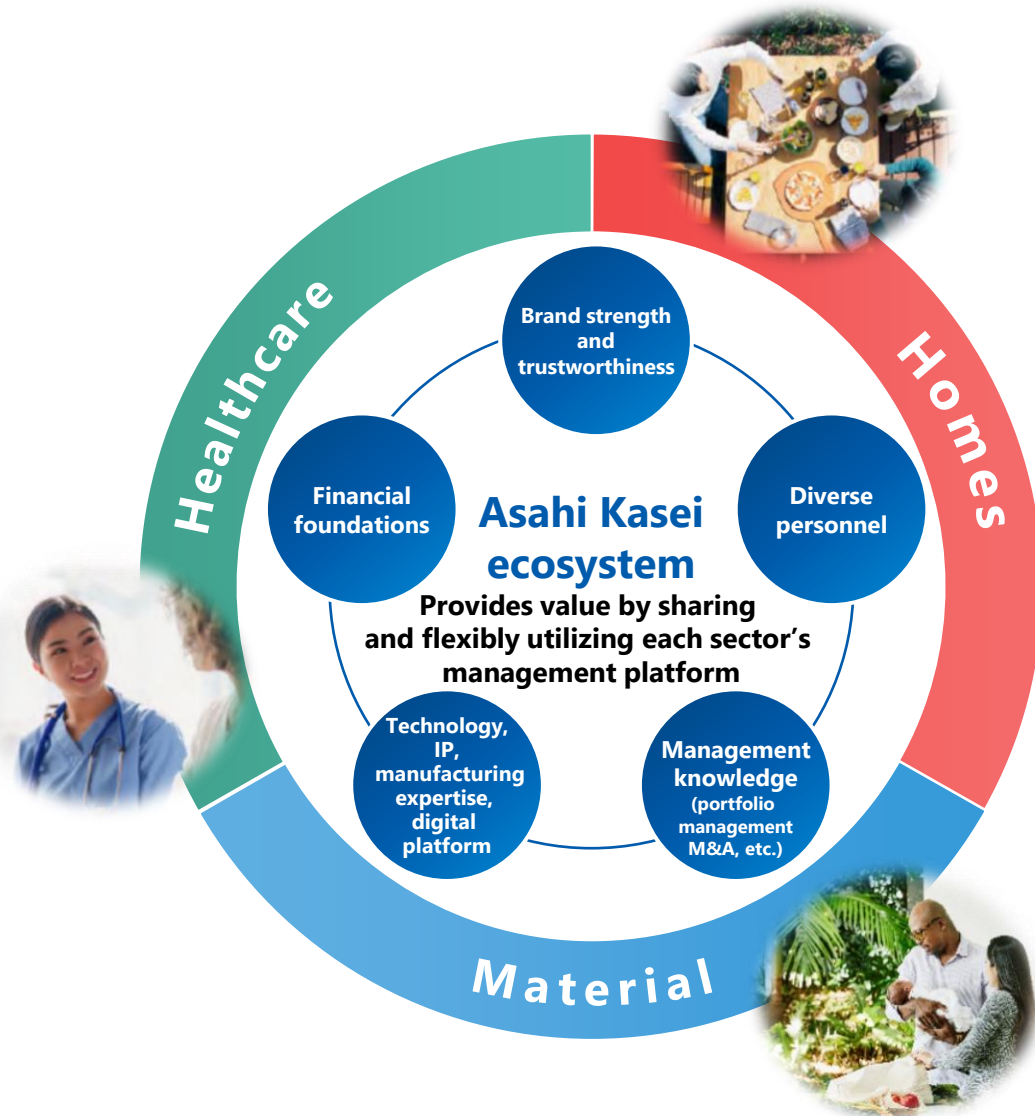 Healthcare
Homes
Brand strength
and
trustworthiness
Financial
foundations
Diverse
personnel
Asahi Kasei
ecosystem
Provides value by sharing
and flexibly utilizing each sector’s
management platform
Technology,
IP,
manufacturing
expertise,
digital
platform
Management
knowledge
(portfolio
management
M&A, etc.)
Material